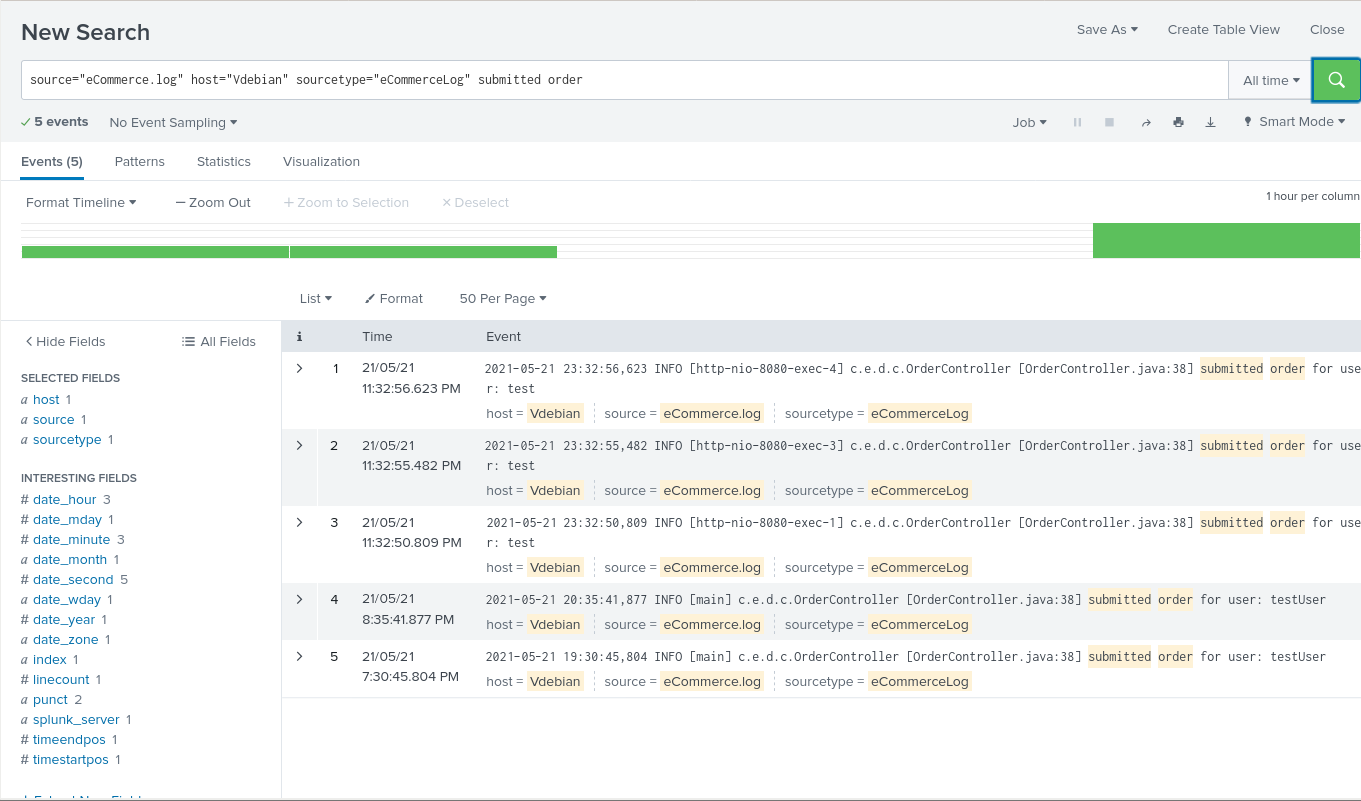 New Search
Save As Create Table View Close
source="eCommerce.log" host="Vdebian" sourcetype="eCommerceLog" submitted order
All time
5 events No Event Sampling
Job Smart Mode
Events (5) Patterns Statistics Visualization
Format Timeline — Zoom Out + Zoom to Selection × Deselect
1 hour per column
List Format 50 Per Page
< Hide Fields All Fields
SELECTED FIELDS
a host 1
a source 1
a sourcetype 1
INTERESTING FIELDS
# date_hour 3
# date_mday 1
# date_minute 3
a date_month 1
# date_second 5
a date_wday 1
# date_year 1
a date_zone 1
a index 1
# linecount 1
a punct 2
a splunk_server 1
# timeendpos 1
# timestartpos 1
i Time Event
> 1 21/05/21
11:32:56.623 PM
2021-05-21 23:32:56,623 INFO [http-nio-8080-exec-4] c.e.d.c.OrderController [OrderController.java:38] submitted order for use
r: test
host = Vdebian source = eCommerce.log sourcetype = eCommerceLog
> 2 21/05/21
11:32:55.482 PM
2021-05-21 23:32:55,482 INFO [http-nio-8080-exec-3] c.e.d.c.OrderController [OrderController.java:38] submitted order for use
r: test
host = Vdebian source = eCommerce.log sourcetype = eCommerceLog
> 3 21/05/21
11:32:50.809 PM
2021-05-21 23:32:50,809 INFO [http-nio-8080-exec-1] c.e.d.c.OrderController [OrderController.java:38] submitted order for use
r: test
host = Vdebian source = eCommerce.log sourcetype = eCommerceLog
> 4 21/05/21
8:35:41.877 PM
2021-05-21 20:35:41,877 INFO [main] c.e.d.c.OrderController [OrderController.java:38] submitted order for user: testUser
host = Vdebian source = eCommerce.log sourcetype = eCommerceLog
> 5 21/05/21
7:30:45.804 PM
2021-05-21 19:30:45,804 INFO [main] c.e.d.c.OrderController [OrderController.java:38] submitted order for user: testUser
host = Vdebian source = eCommerce.log sourcetype = eCommerceLog